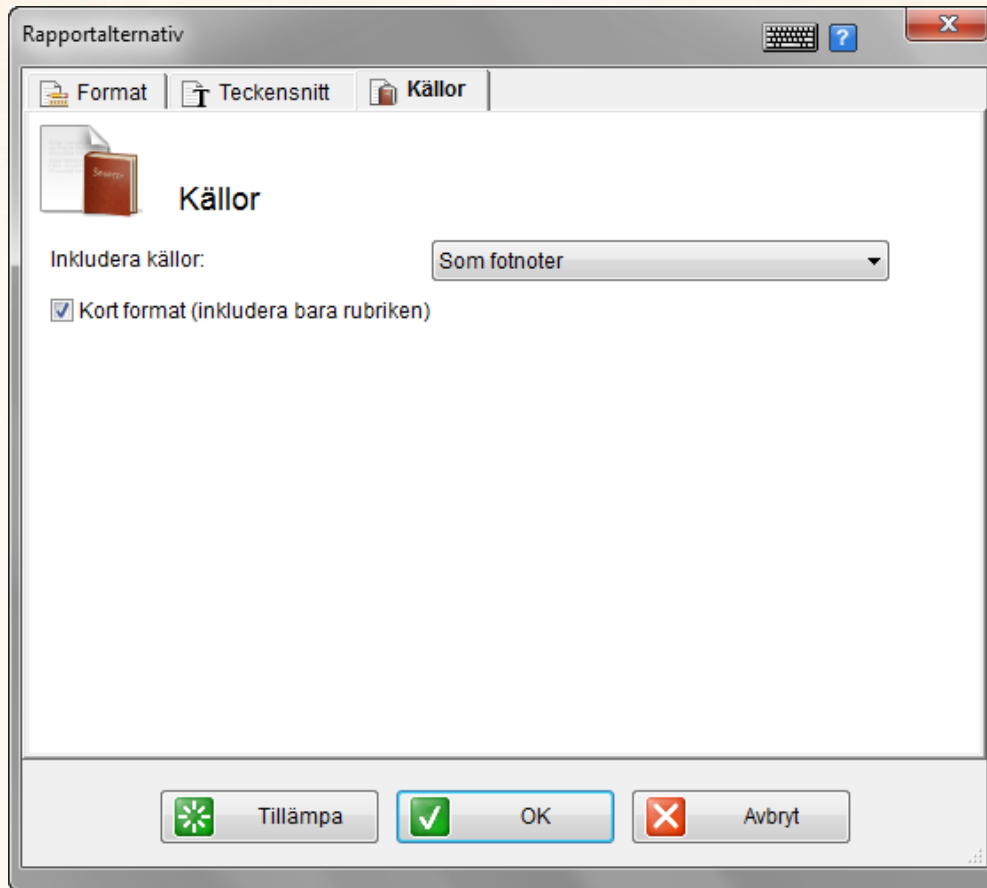 Rapportalternativ
?
Format Teckensnitt Källor
Källor
Inkludera källor: Som fotnoter
Kort format (inkludera bara rubriken)
Tillämpa OK Avbryt